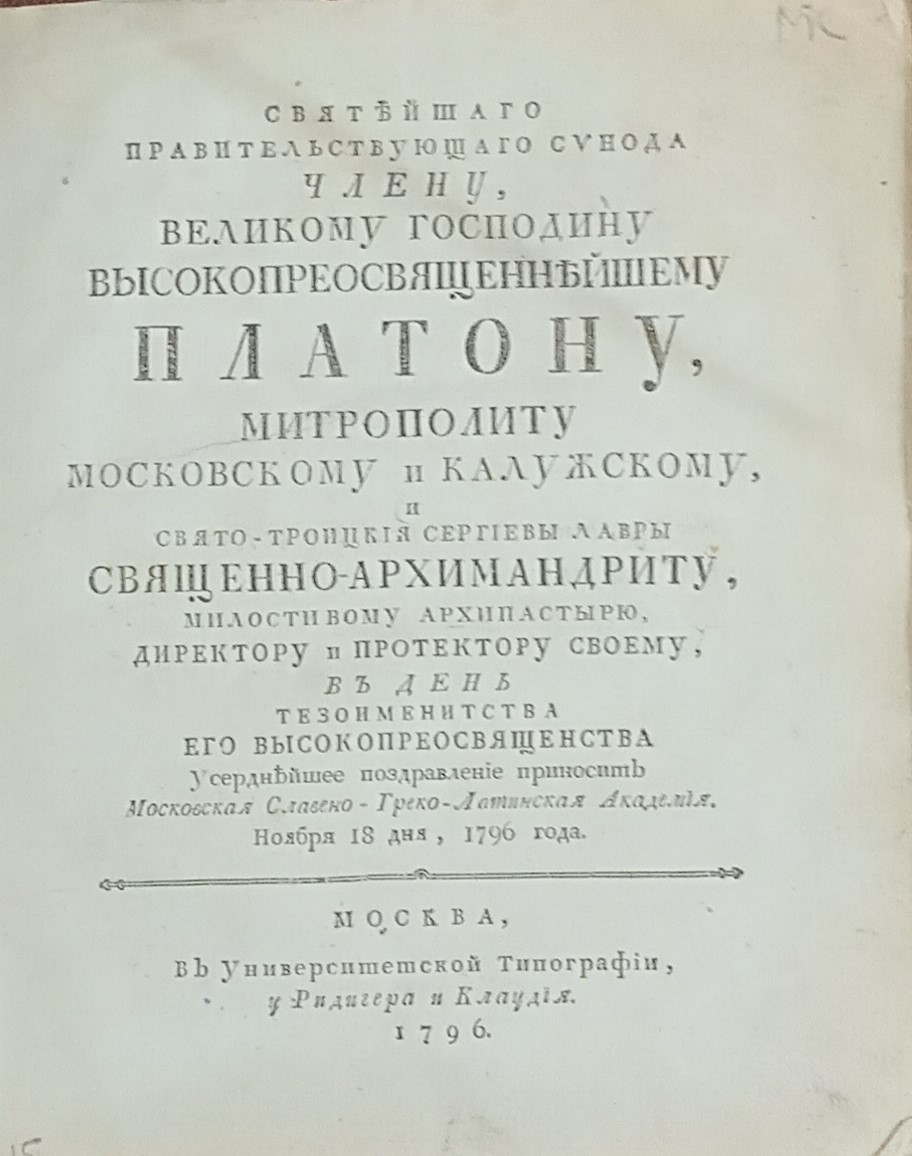 СВЯТѢЙШАГО
ПРАВИТЕЛЬСТВУЮЩАГО СѴНОДА
ЧЛЕНУ,
ВЕЛИКОМУ ГОСПОДИНУ
ВЫСОКОПРЕОСВЯЩЕННѢЙШЕМУ
ПЛАТОНУ,
МИТРОПОЛИТУ
МОСКОВСКОМУ и КАЛУЖСКОМУ,
и
СВЯТО-ТРОИЦКІЯ СЕРГІЕВЫ ЛАВРЫ
СВЯЩЕННО-АРХИМАНДРИТУ,
МИЛОСТИВОМУ АРХИПАСТЫРЮ,
ДИРЕКТОРУ и ПРОТЕКТОРУ СВОЕМУ,
ВЪ ДЕНЬ
ТЕЗОИМЕНИТСТВА
ЕГО ВЫСОКОПРЕОСВЯЩЕНСТВА
Усерднѣйшее поздравленіе приноситъ
Московская Славено-Греко-Латинская Академія.
Ноября 18 дня, 1796 года.
МОСКВА,
Въ Университетской Типографіи,
у Ридигера и Клаудія.
1796.